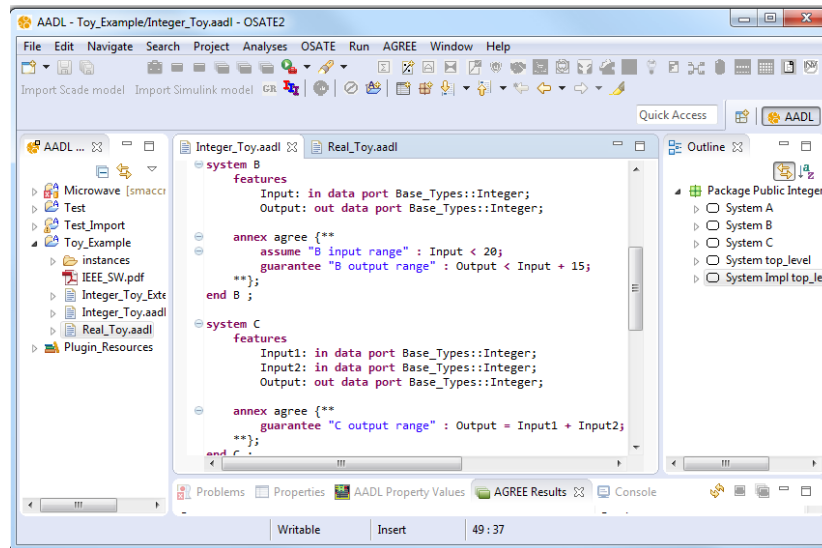 AADL - Toy_Example/Integer_Toy.aadl - OSATE2
File Edit Navigate Search Project Analyses OSATE Run AGREE Window Help
Import Scade model Import Simulink model GR
Quick Access AADL
AADL ...
Microwave [smaccr
Test
Test_Import
Toy_Example
instances
IEEE_SW.pdf
Integer_Toy_Exte
Integer_Toy.aadl
Real_Toy.aadl
Plugin_Resources
Integer_Toy.aadl Real_Toy.aadl
system B
features
Input: in data port Base_Types::Integer;
Output: out data port Base_Types::Integer;
annex agree {**
assume "B input range" : Input < 20;
guarantee "B output range" : Output < Input + 15;
**};
end B ;
system C
features
Input1: in data port Base_Types::Integer;
Input2: in data port Base_Types::Integer;
Output: out data port Base_Types::Integer;
annex agree {**
guarantee "C output range" : Output = Input1 + Input2;
**};
end C ;
Outline
Package Public Integer
System A
System B
System C
System top_level
System Impl top_le
Problems Properties AADL Property Values AGREE Results Console
Writable Insert 49 : 37